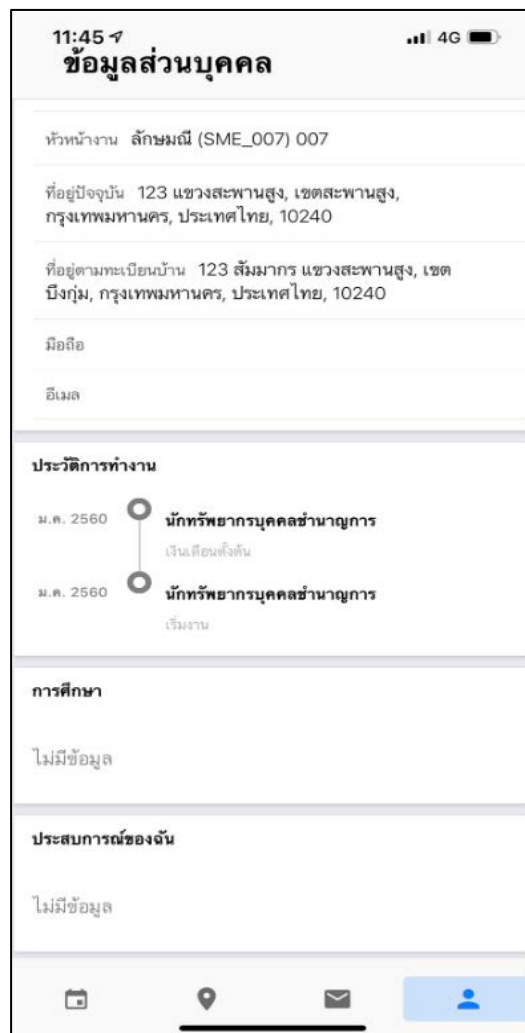 11:45 4G
ข้อมูลส่วนบุคคล
หัวหน้างาน ลักษมณี (SME_007) 007
ที่อยู่ปัจจุบัน 123 แขวงสะพานสูง, เขตสะพานสูง,
กรุงเทพมหานคร, ประเทศไทย, 10240
ที่อยู่ตามทะเบียนบ้าน 123 สัมมากร แขวงสะพานสูง, เขต
บึงกุ่ม, กรุงเทพมหานคร, ประเทศไทย, 10240
มือถือ
อีเมล
ประวัติการทำงาน
ม.ค. 2560 นักทรัพยากรบุคคลชำนาญการ
เงินเดือนตั้งต้น
ม.ค. 2560 นักทรัพยากรบุคคลชำนาญการ
เริ่มงาน
การศึกษา
ไม่มีข้อมูล
ประสบการณ์ของฉัน
ไม่มีข้อมูล